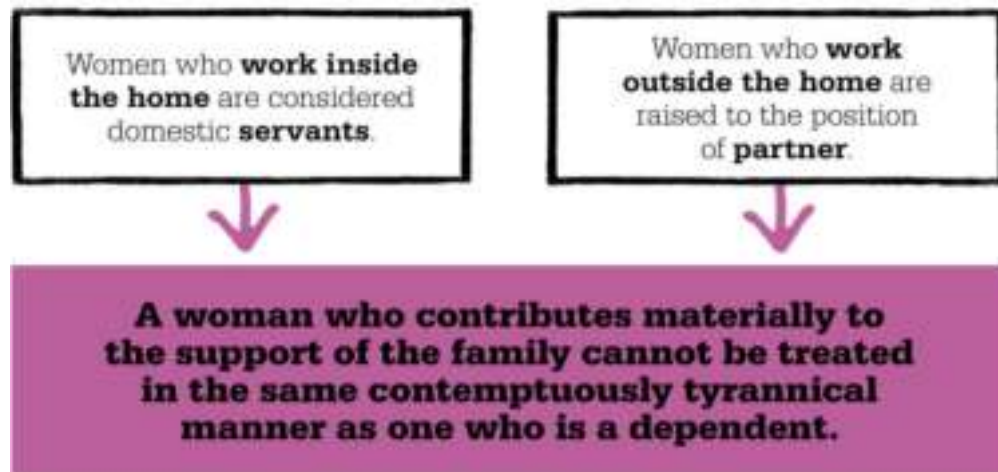 Women who work inside
the home are considered
domestic servants.
Women who work
outside the home are
raised to the position
of partner.
A woman who contributes materially to
the support of the family cannot be treated
in the same contemptuously tyrannical
manner as one who is a dependent.